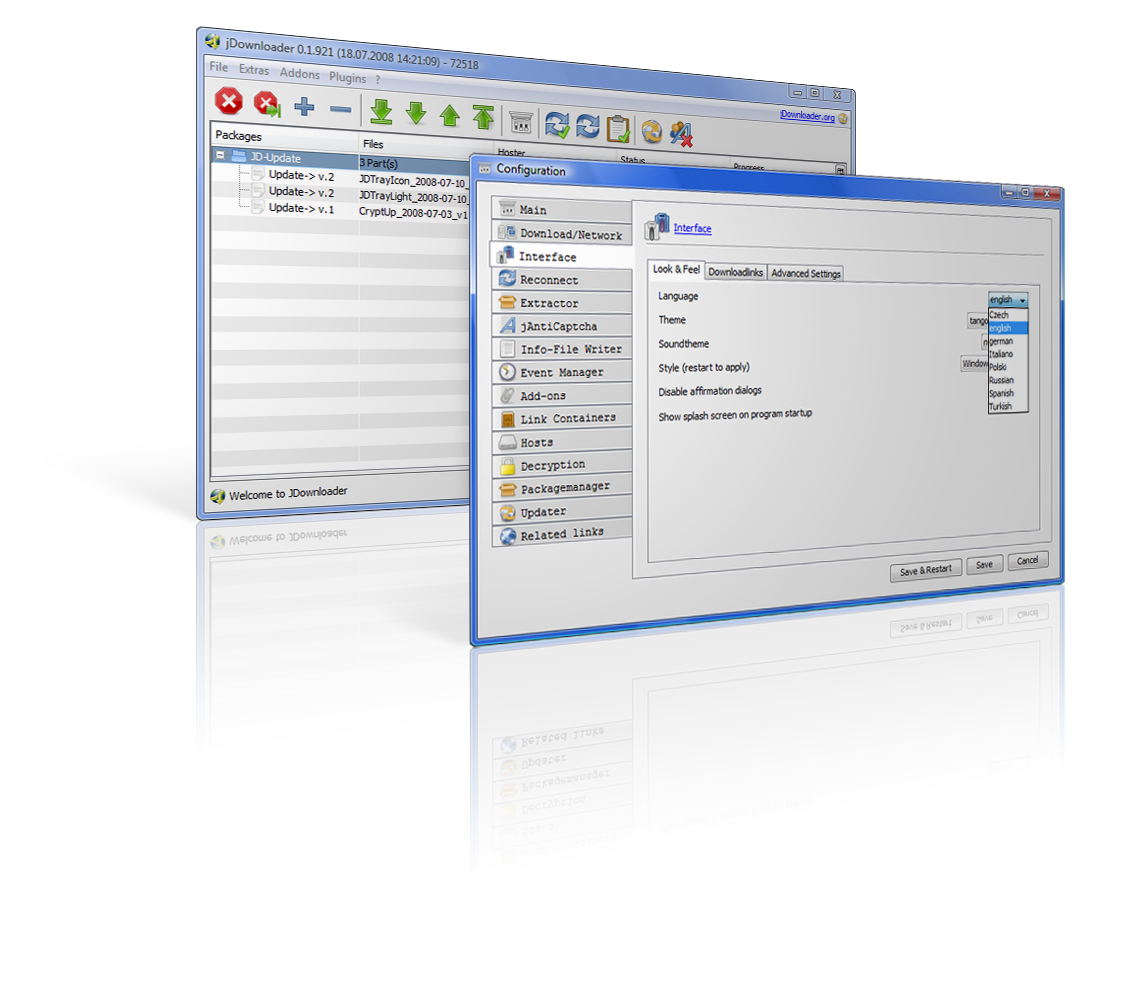 jDownloader 0.1.921 (18.07.2008 14:21:09) - 72518
File Extras Addons Plugins ?
jDownloader.org
Packages Files Hoster Status Progress
JD-Update 3 Part(s)
Update-> v.2 JDTrayIcon_2008-07-10_
Update-> v.2 JDTrayLight_2008-07-10_
Update-> v.1 CryptUp_2008-07-03_v1
Welcome to JDownloader
Configuration
Main
Download/Network
Interface
Reconnect
Extractor
jAntiCaptcha
Info-File Writer
Event Manager
Add-ons
Link Containers
Hosts
Decryption
Packagemanager
Updater
Related links
Interface
Look & Feel Downloadlinks Advanced Settings
Language english
Theme tango
Soundtheme
Style (restart to apply) Window
Disable affirmation dialogs
Show splash screen on program startup
Czech
english
german
Italiano
Polski
Russian
Spanish
Turkish
Save & Restart Save Cancel